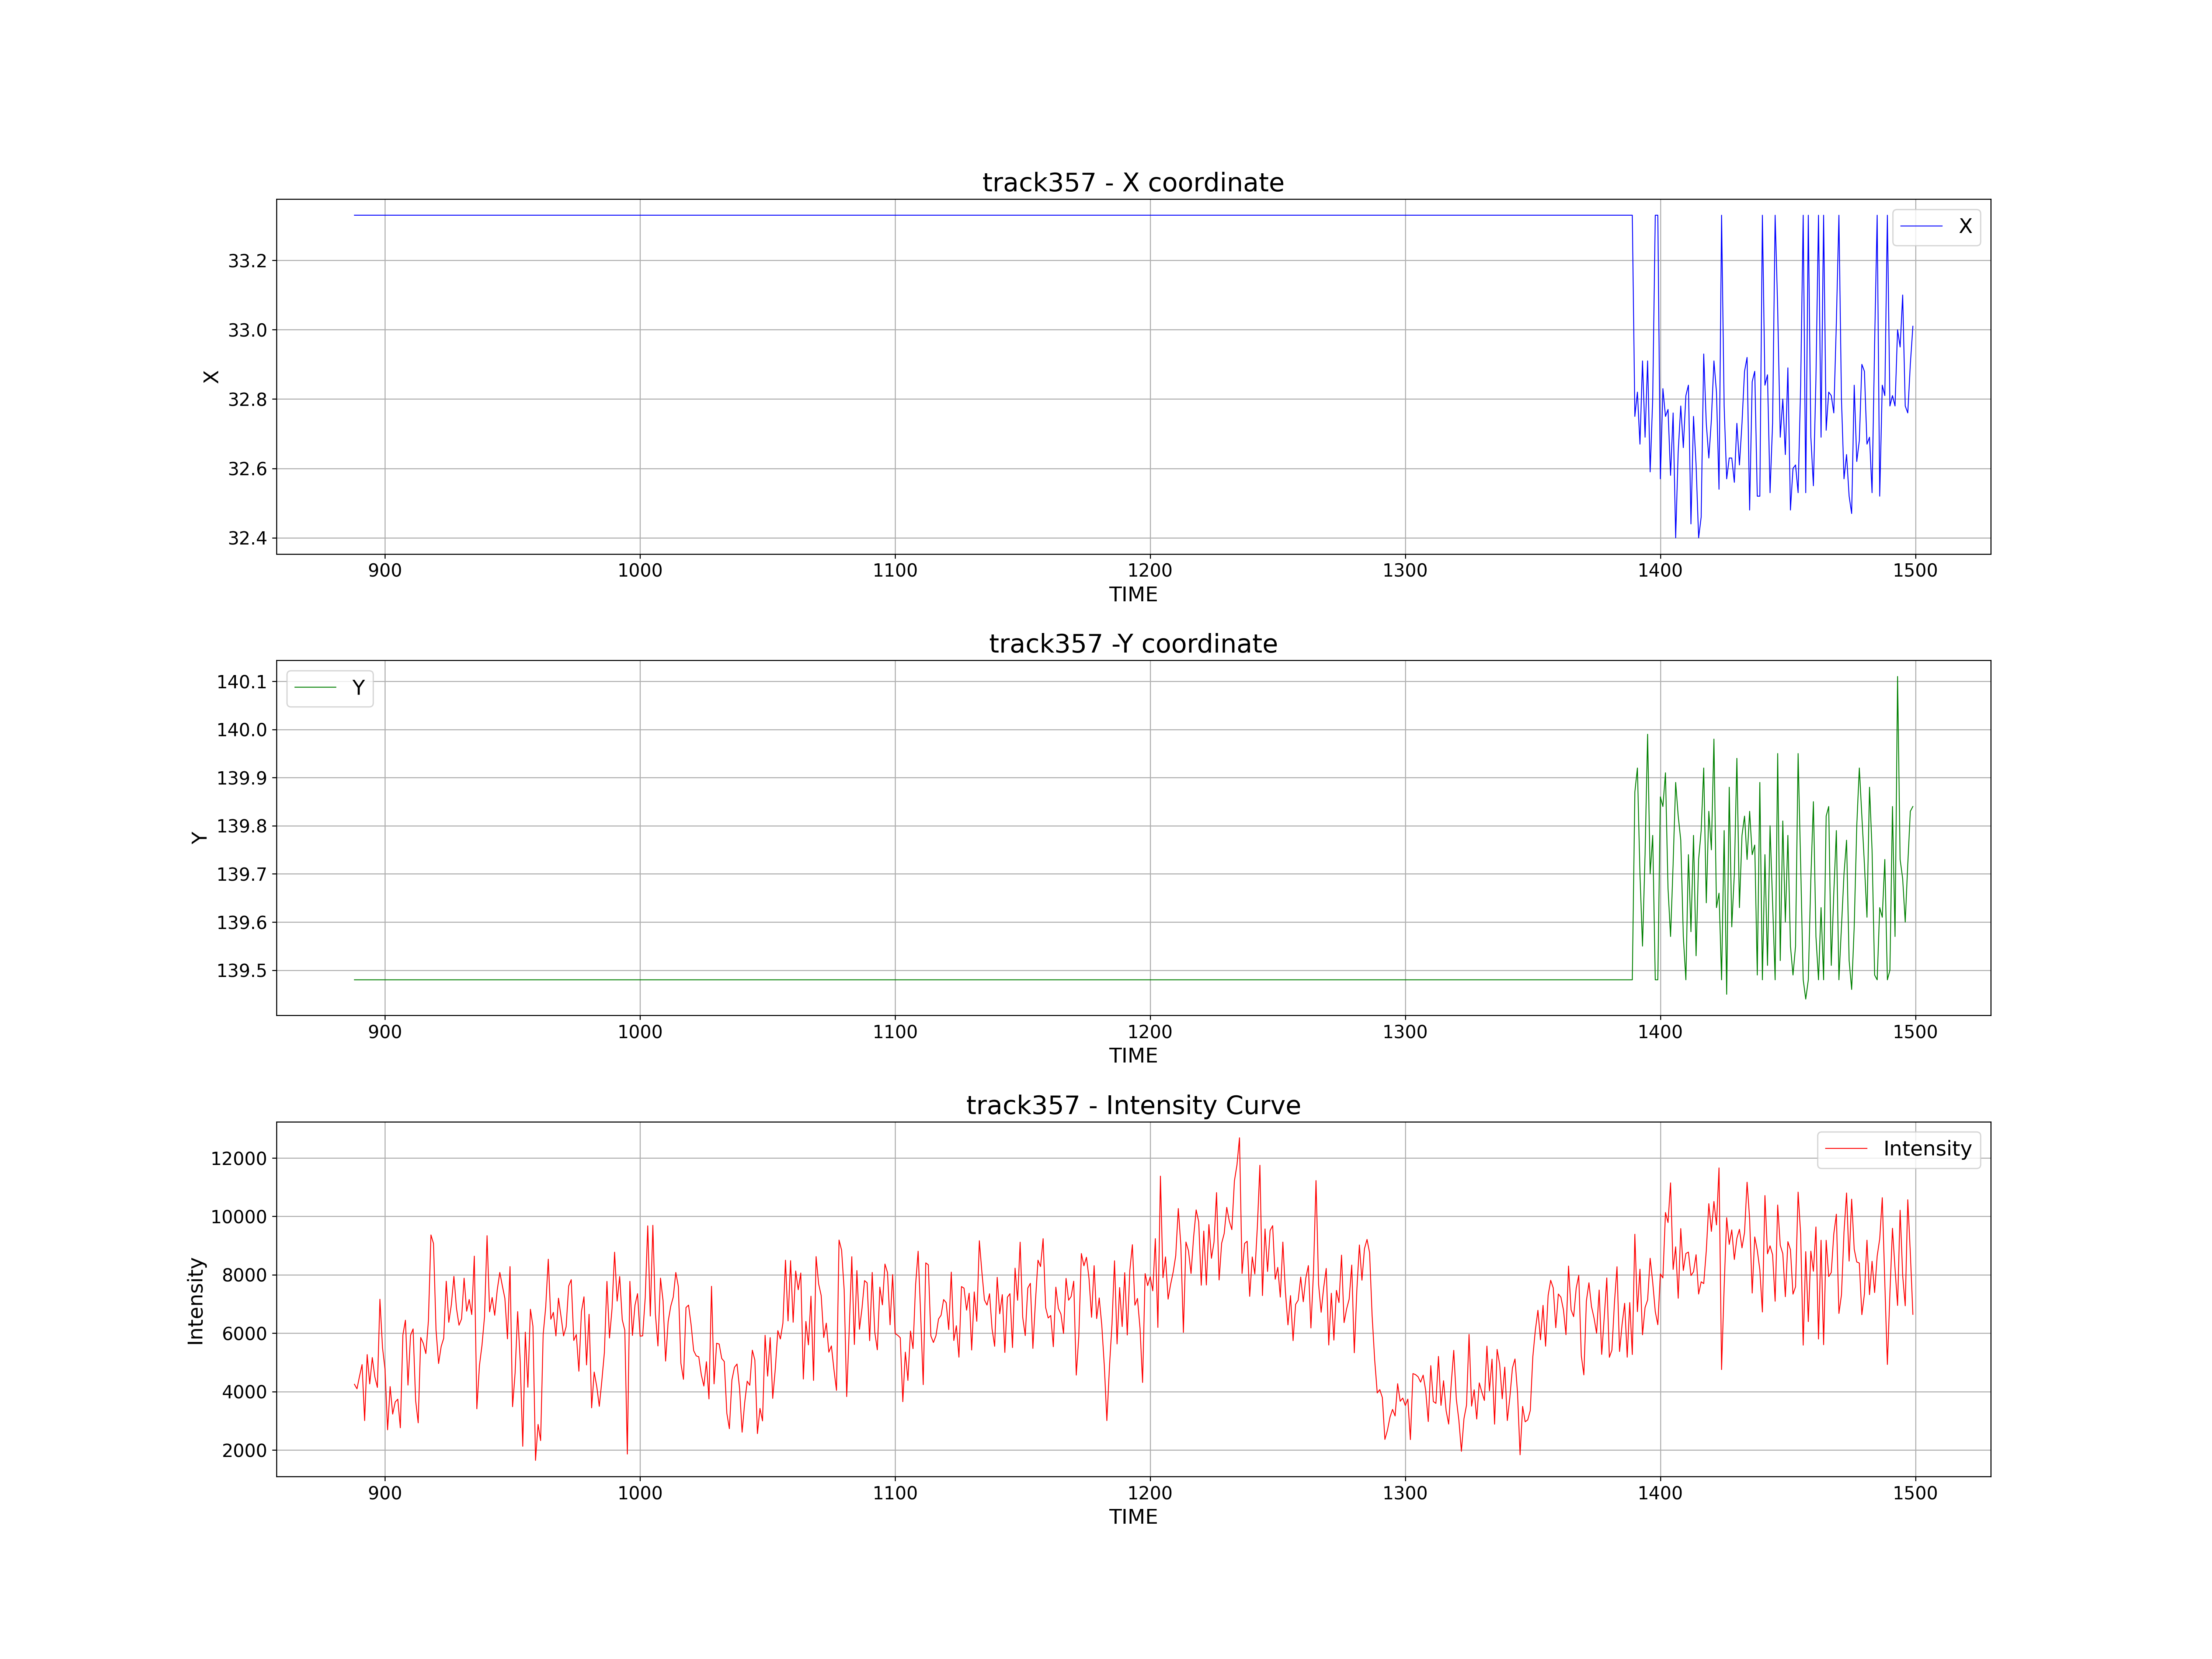 track357 - X coordinate
X
33.2
33.0
32.8
32.6
32.4
X
900 1000 1100 1200 1300 1400 1500
TIME
track357 -Y coordinate
Y
140.1
140.0
139.9
139.8
139.7
139.6
139.5
Y
900 1000 1100 1200 1300 1400 1500
TIME
track357 - Intensity Curve
Intensity
12000
10000
8000
6000
4000
2000
Intensity
900 1000 1100 1200 1300 1400 1500
TIME